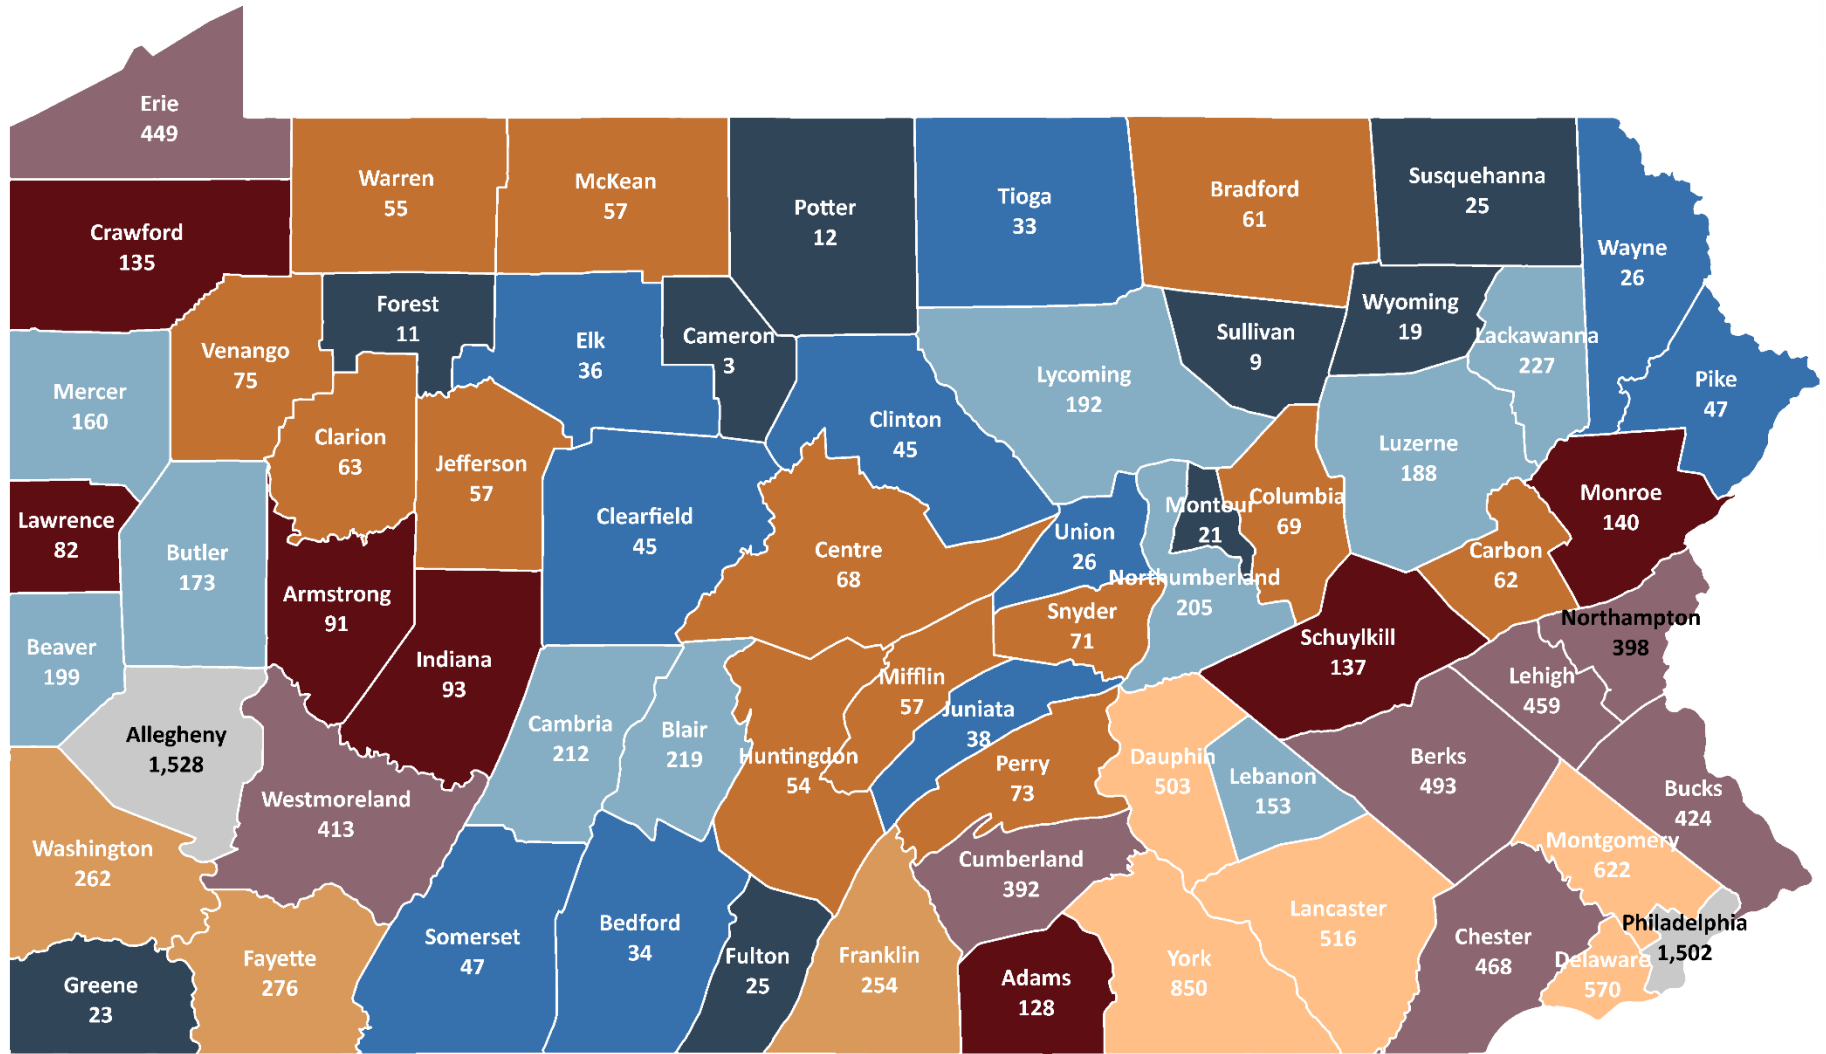 Erie
449
Warren
55
McKean
57
Potter
12
Tioga
33
Bradford
61
Susquehanna
25
Wayne
26
Crawford
135
Forest
11
Elk
36
Cameron
3
Sullivan
9
Wyoming
19
Lackawanna
227
Pike
47
Mercer
160
Venango
75
Clarion
63
Jefferson
57
Clinton
45
Lycoming
192
Luzerne
188
Monroe
140
Lawrence
82
Butler
173
Clearfield
45
Centre
68
Union
26
Montour
21
Columbia
69
Carbon
62
Armstrong
91
Indiana
93
Snyder
71
Northumberland
205
Schuylkill
137
Northampton
398
Beaver
199
Lehigh
459
Allegheny
1,528
Cambria
212
Blair
219
Huntingdon
54
Mifflin
57
Juniata
38
Perry
73
Dauphin
503
Lebanon
153
Berks
493
Bucks
424
Westmoreland
413
Washington
262
Cumberland
392
Montgomery
622
Greene
23
Fayette
276
Somerset
47
Bedford
34
Fulton
25
Franklin
254
Adams
128
York
850
Lancaster
516
Chester
468
Delaware
570
Philadelphia
1,502